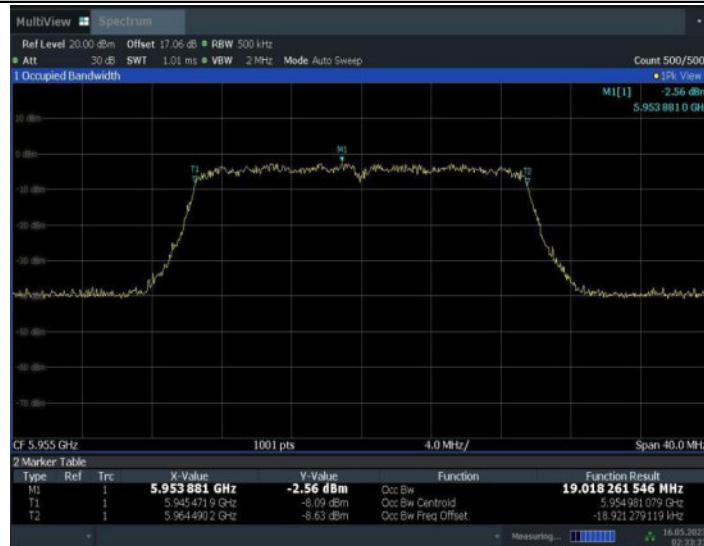 MultiView Spectrum
Ref Level 20.00 dBm Offset 17.06 dB RBW 500 kHz
Att 30 dB SWT 1.01 ms VBW 2 MHz Mode Auto Sweep Count 500/500
1 Occupied Bandwidth 1Pk View
M1[1] -2.56 dBm
5.953 881 0 GH
10 dBm
M1
0 dBm
T1 T2
-10 dBm
-20 dBm
-30 dBm
-50 dBm
-60 dBm
-70 dBm
CF 5.955 GHz 1001 pts 4.0 MHz/ Span 40.0 MHz
2 Marker Table
Type Ref Trc X-Value Y-Value Function Function Result
M1 1 5.953 881 GHz -2.56 dBm Occ Bw 19.018 261 546 MHz
T1 1 5.945 471 9 GHz -8.09 dBm Occ Bw Centroid 5.954 981 079 GHz
T2 1 5.964 490 2 GHz -8.63 dBm Occ Bw Freq Offset -18.921 279 119 kHz
Measuring... 16.05.202
02:33:3